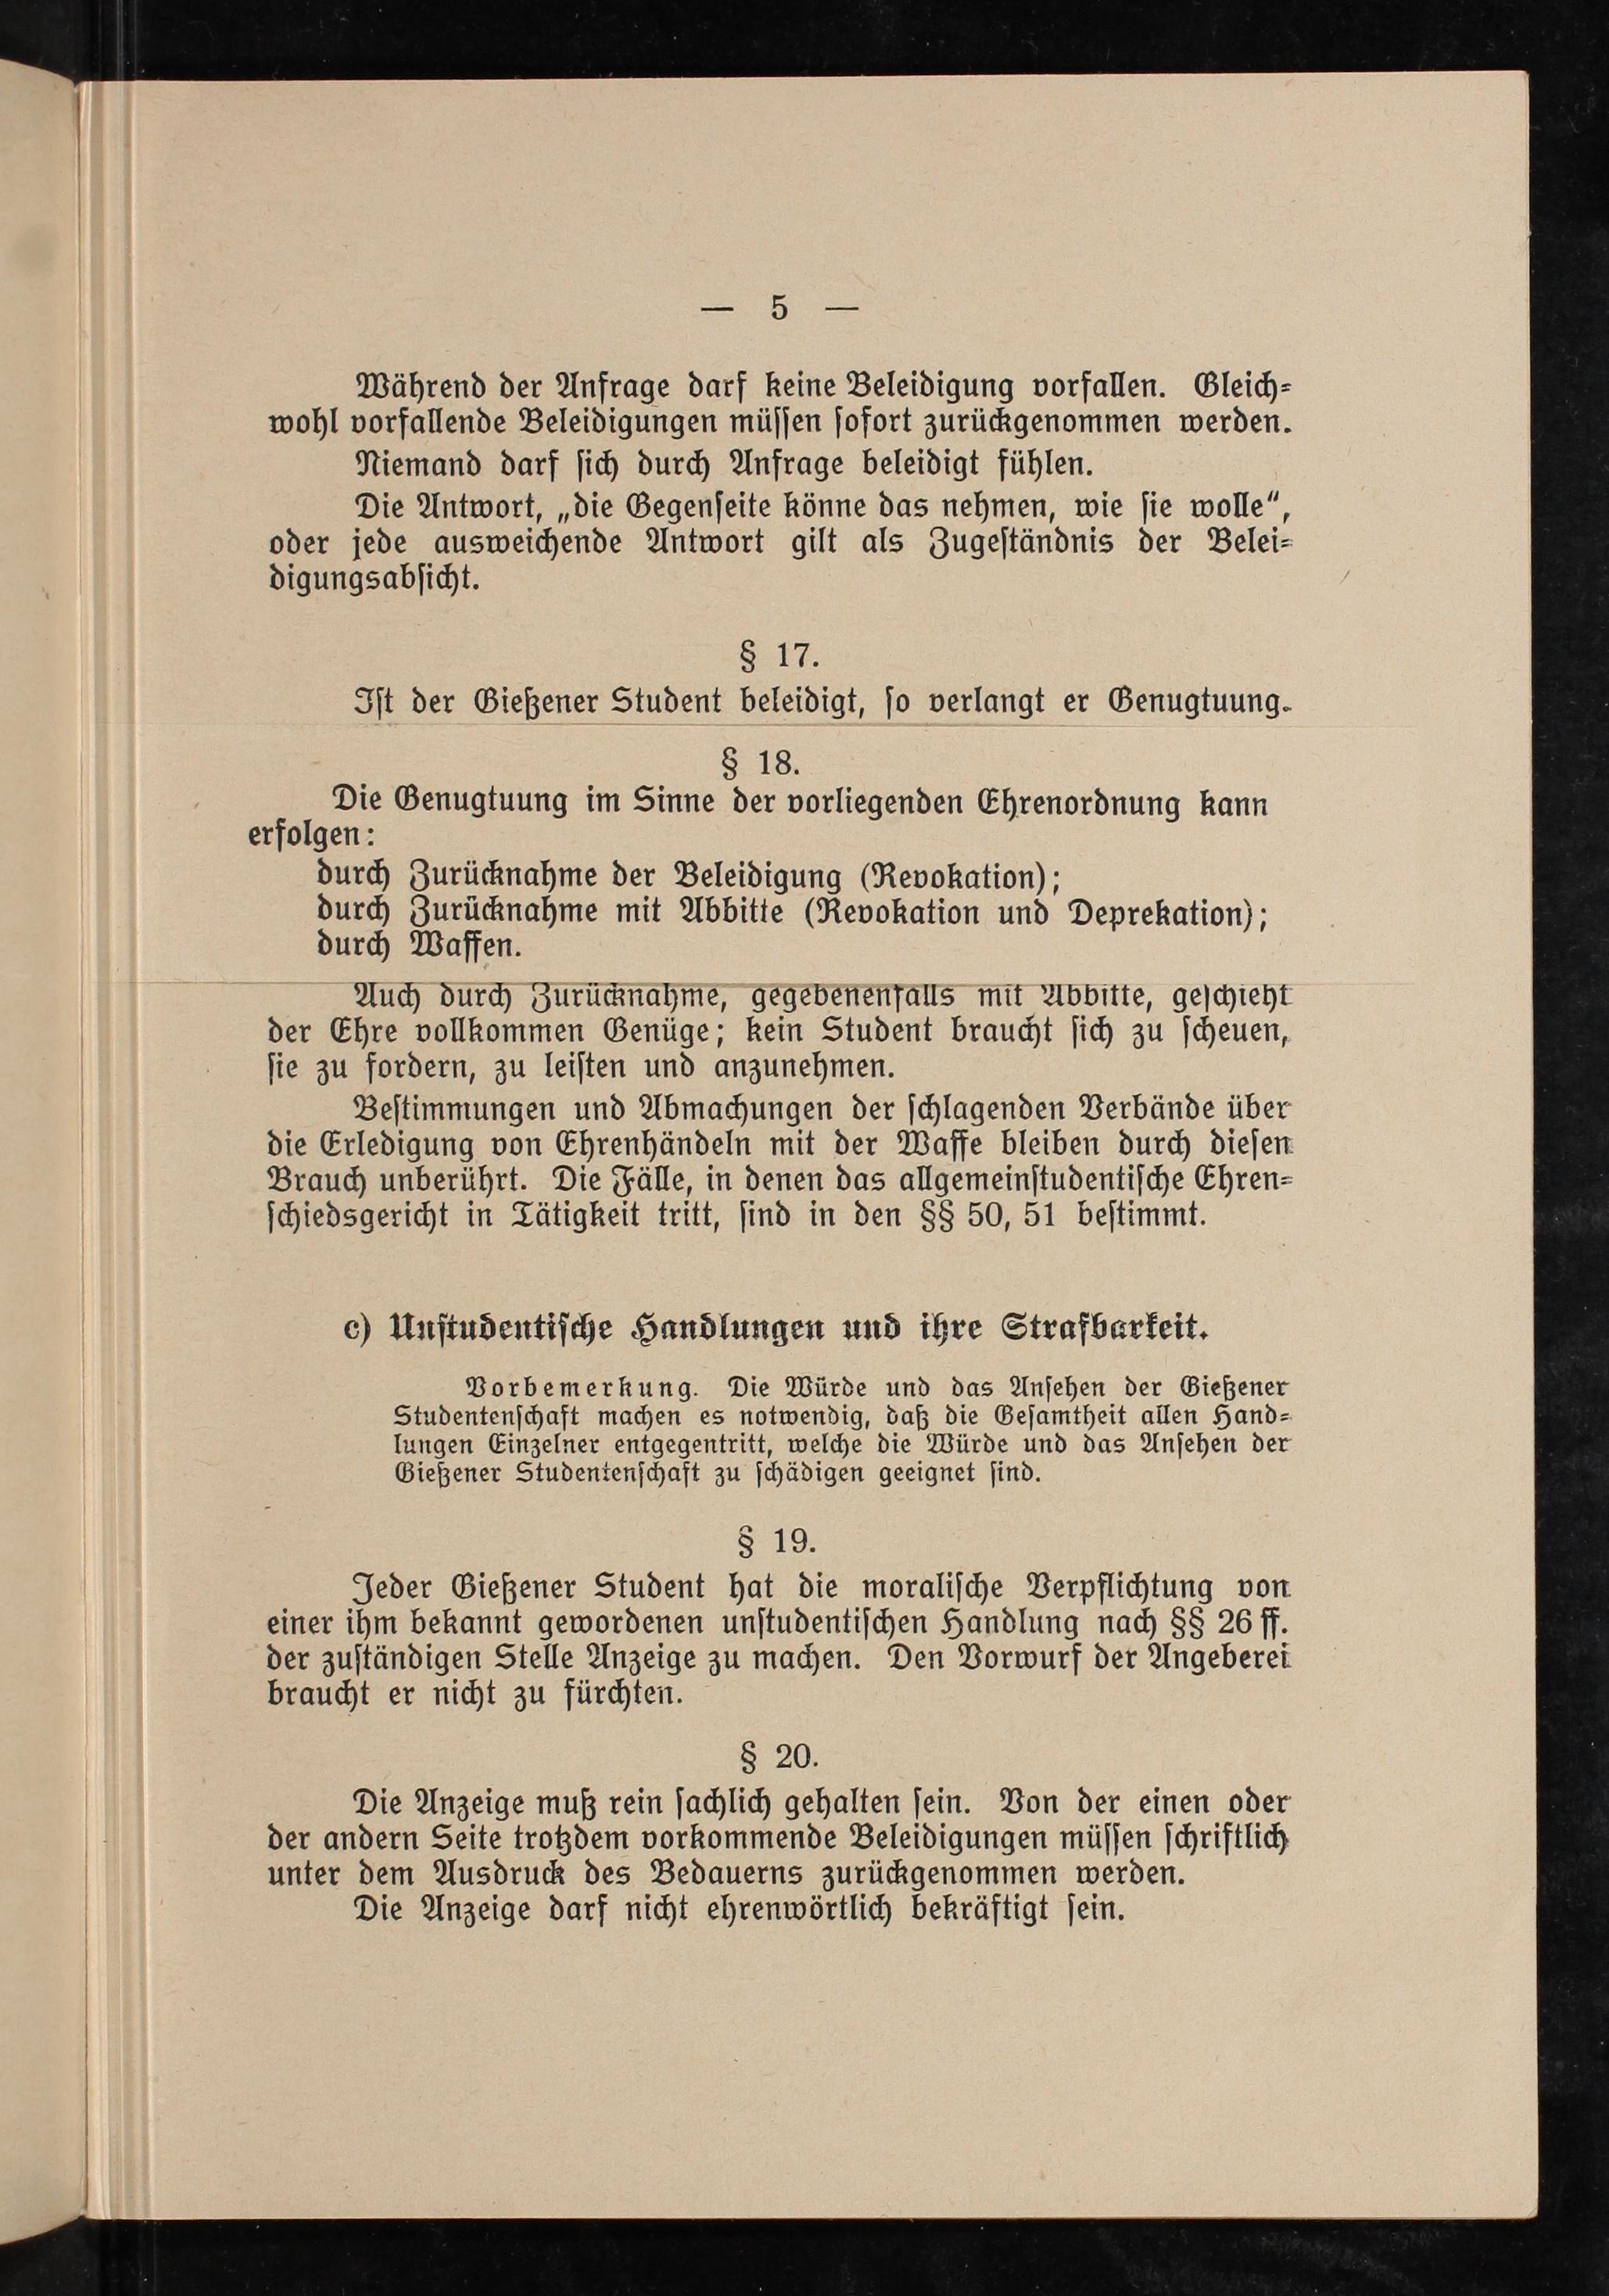 — 5 —
Während der Anfrage darf keine Beleidigung vorfallen. Gleich-
wohl vorfallende Beleidigungen müssen sofort zurückgenommen werden.
Niemand darf sich durch Anfrage beleidigt fühlen.
Die Antwort, „die Gegenseite könne das nehmen, wie sie wolle“,
oder jede ausweichende Antwort gilt als Zugeständnis der Belei-
digungsabsicht.
§ 17.
Ist der Gießener Student beleidigt, so verlangt er Genugtuung.
§ 18.
Die Genugtuung im Sinne der vorliegenden Ehrenordnung kann
erfolgen:
durch Zurücknahme der Beleidigung (Revokation);
durch Zurücknahme mit Abbitte (Revokation und Deprekation);
durch Waffen.
Auch durch Zurücknahme, gegebenenfalls mit Abbitte, geschieht
der Ehre vollkommen Genüge; kein Student braucht sich zu scheuen,
sie zu fordern, zu leisten und anzunehmen.
Bestimmungen und Abmachungen der schlagenden Verbände über
die Erledigung von Ehrenhändeln mit der Waffe bleiben durch diesen
Brauch unberührt. Die Fälle, in denen das allgemeinstudentische Ehren-
schiedsgericht in Tätigkeit tritt, sind in den §§ 50, 51 bestimmt.
c) Unstudentische Handlungen und ihre Strafbarkeit.
Vorbemerkung. Die Würde und das Ansehen der Gießener
Studentenschaft machen es notwendig, daß die Gesamtheit allen Hand-
lungen Einzelner entgegentritt, welche die Würde und das Ansehen der
Gießener Studentenschaft zu schädigen geeignet sind.
§ 19.
Jeder Gießener Student hat die moralische Verpflichtung von
einer ihm bekannt gewordenen unstudentischen Handlung nach §§ 26 ff.
der zuständigen Stelle Anzeige zu machen. Den Vorwurf der Angeberei
braucht er nicht zu fürchten.
§ 20.
Die Anzeige muß rein sachlich gehalten sein. Von der einen oder
der andern Seite trotzdem vorkommende Beleidigungen müssen schriftlich
unter dem Ausdruck des Bedauerns zurückgenommen werden.
Die Anzeige darf nicht ehrenwörtlich bekräftigt sein.